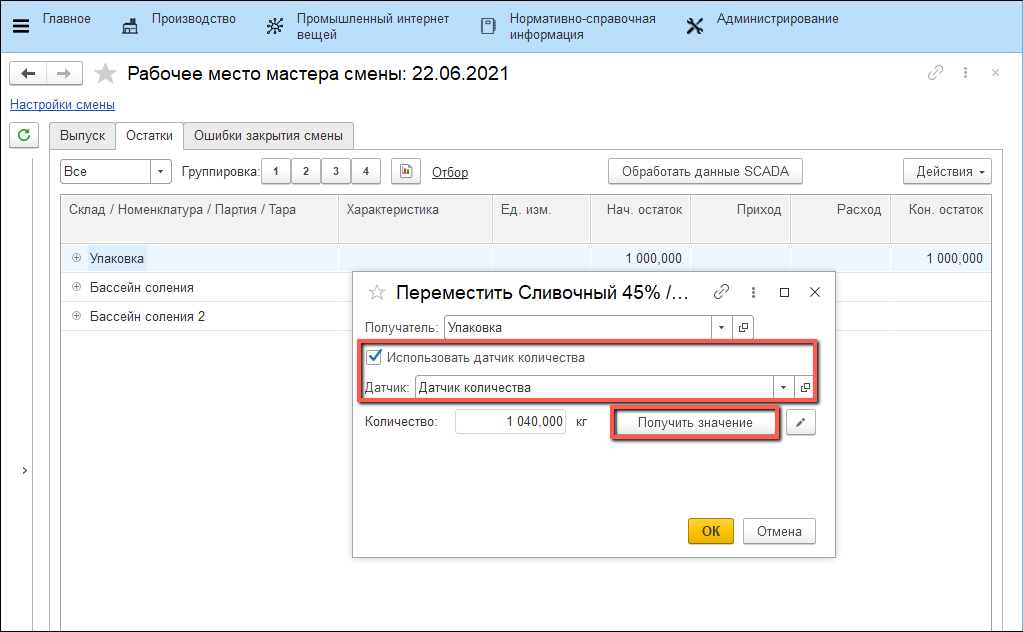 Главное
Производство
Промышленный интернет
вещей
Нормативно-справочная
информация
Администрирование
Рабочее место мастера смены: 22.06.2021
Настройки смены
Выпуск Остатки Ошибки закрытия смены
Все Группировка: 1 2 3 4 Отбор Обработать данные SCADA Действия
Склад / Номенклатура / Партия / Тара Характеристика Ед. изм. Нач. остаток Приход Расход Кон. остаток
Упаковка 1 000,000 1 000,000
Бассейн соления
Бассейн соления 2
Переместить Сливочный 45% /...
Получатель: Упаковка
Использовать датчик количества
Датчик: Датчик количества
Количество: 1 040,000 кг Получить значение
ОК Отмена